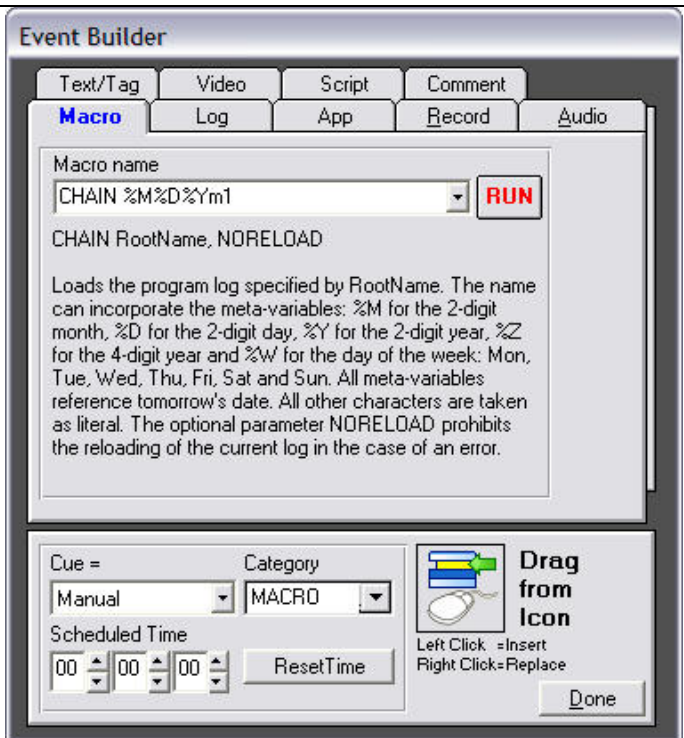 Event Builder
Text/Tag Video Script Comment
Macro Log App Record Audio
Macro name
CHAIN %M%D%Ym1 RUN
CHAIN RootName, NORELOAD
Loads the program log specified by RootName. The name
can incorporate the meta-variables: %M for the 2-digit
month, %D for the 2-digit day, %Y for the 2-digit year, %Z
for the 4-digit year and %W for the day of the week: Mon,
Tue, Wed, Thu, Fri, Sat and Sun. All meta-variables
reference tomorrow's date. All other characters are taken
as literal. The optional parameter NORELOAD prohibits
the reloading of the current log in the case of an error.
Cue = Category
Manual MACRO
Scheduled Time
00 00 00 ResetTime
Drag
from
Icon
Left Click =Insert
Right Click=Replace
Done